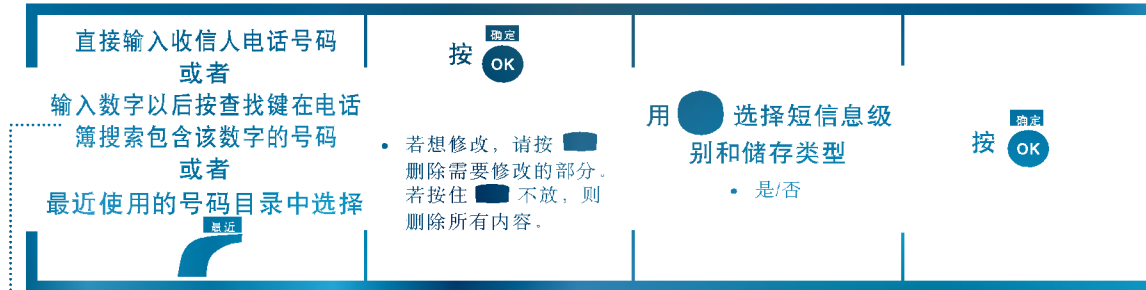 直接输入收信人电话号码
或者
输入数字以后按查找键在电话
簿搜索包含该数字的号码
或者
最近使用的号码目录中选择
最近
确定
按 OK
• 若想修改，请按
删除需要修改的部分。
若按住 不放，则
删除所有内容。
用 选择短信息级
别和储存类型
• 是/否
确定
按 OK